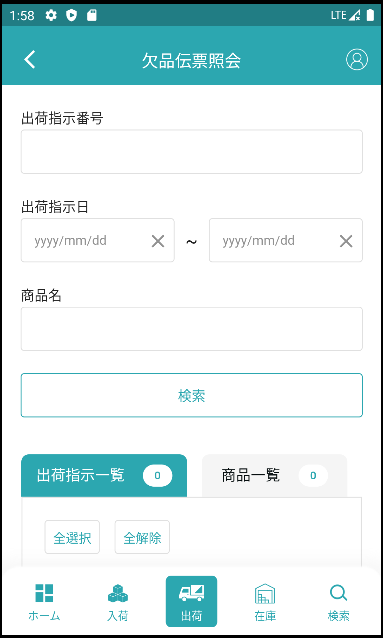 1:58 LTE
欠品伝票照会
出荷指示番号
出荷指示日
yyyy/mm/dd ~ yyyy/mm/dd
商品名
検索
出荷指示一覧 0 商品一覧 0
全選択 全解除
ホーム 入荷 出荷 在庫 検索